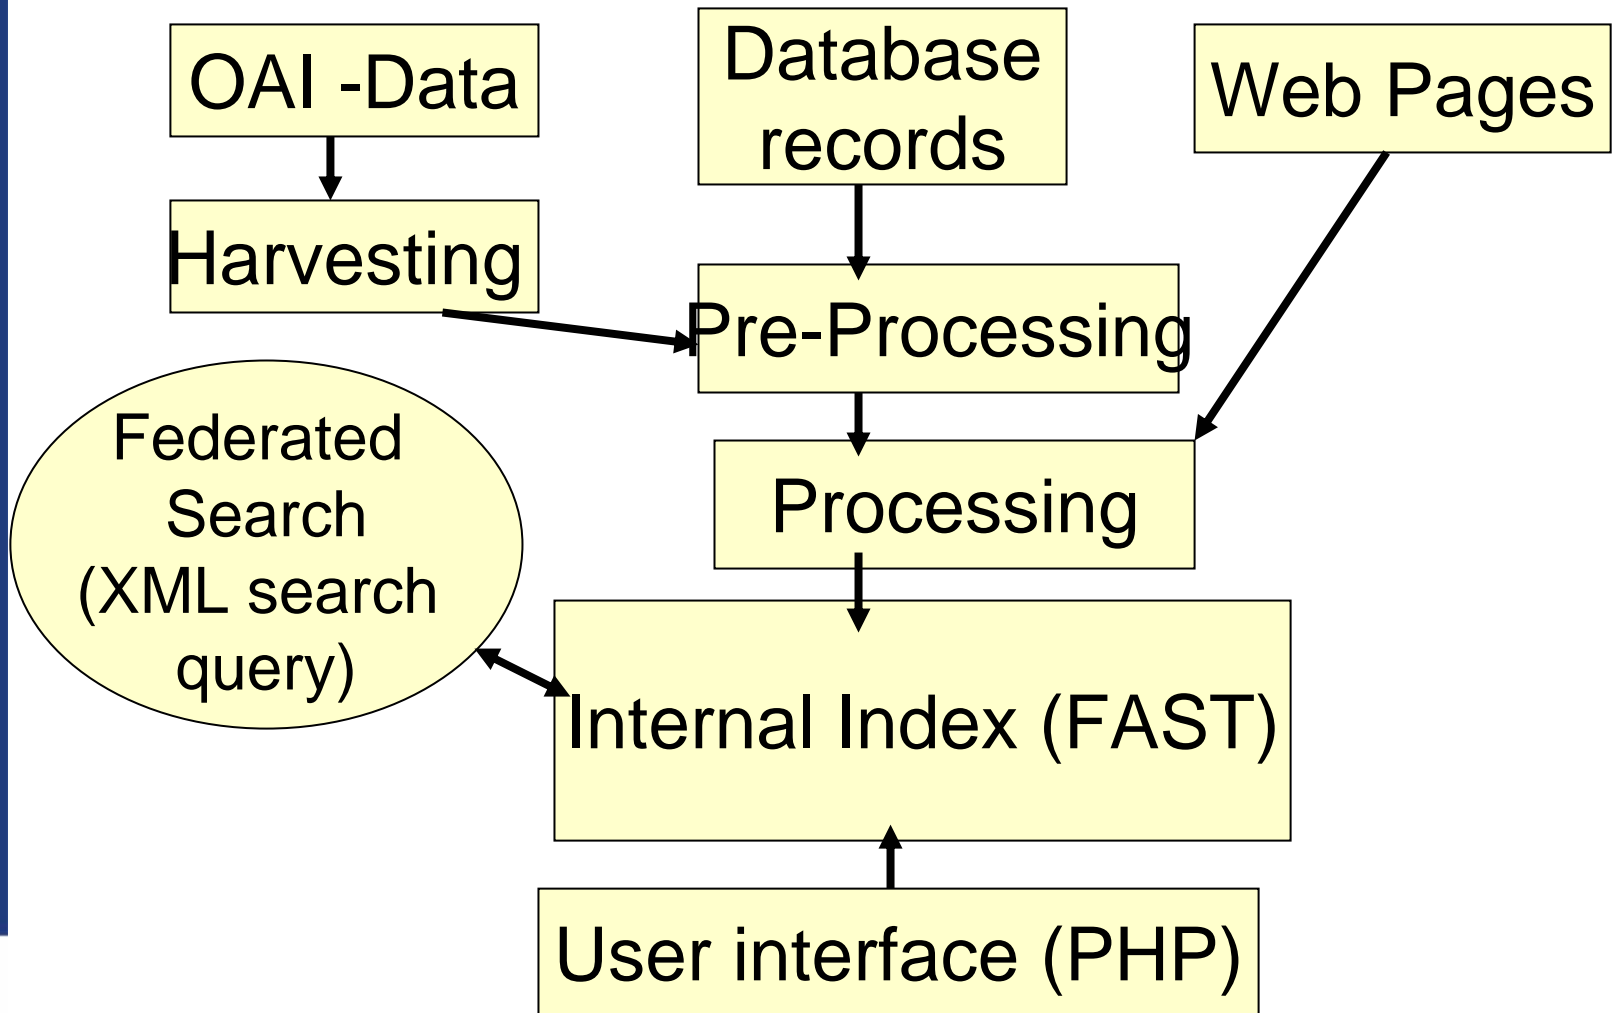 OAI -Data
Database
records
Web Pages
Harvesting
Pre-Processing
Federated
Search
(XML search
query)
Processing
Internal Index (FAST)
User interface (PHP)